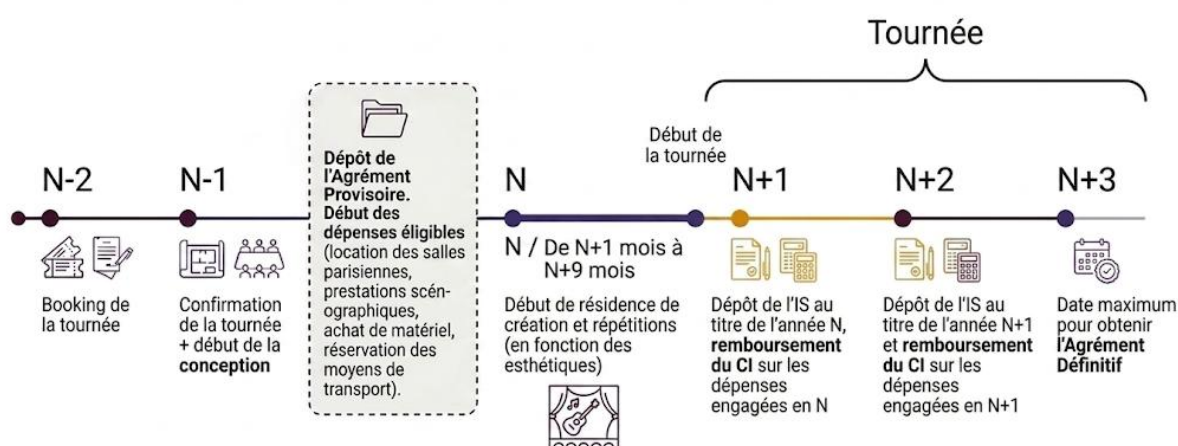 Tournée
Début de
la tournée
N-2
Booking de
la tournée
N-1
Confirmation
de la tournée
+ début de la
conception
Dépôt de
l'Agrément
Provisoire.
Début des
dépenses éligibles
(location des salles
parisiennes,
prestations scén-
ographiques,
achat de matériel,
réservation des
moyens de
transport).
N
N / De N+1 mois à
N+9 mois
Début de résidence de
création et répétitions
(en fonction des
esthétiques)
N+1
Dépôt de l'IS au
titre de l'année N,
remboursement
du CI sur les
dépenses
engagées en N
N+2
Dépôt de l'IS au
titre de l'année N+1
et remboursement
du CI sur les
dépenses
engagées en N+1
N+3
Date maximum
pour obtenir
l'Agrément
Définitif